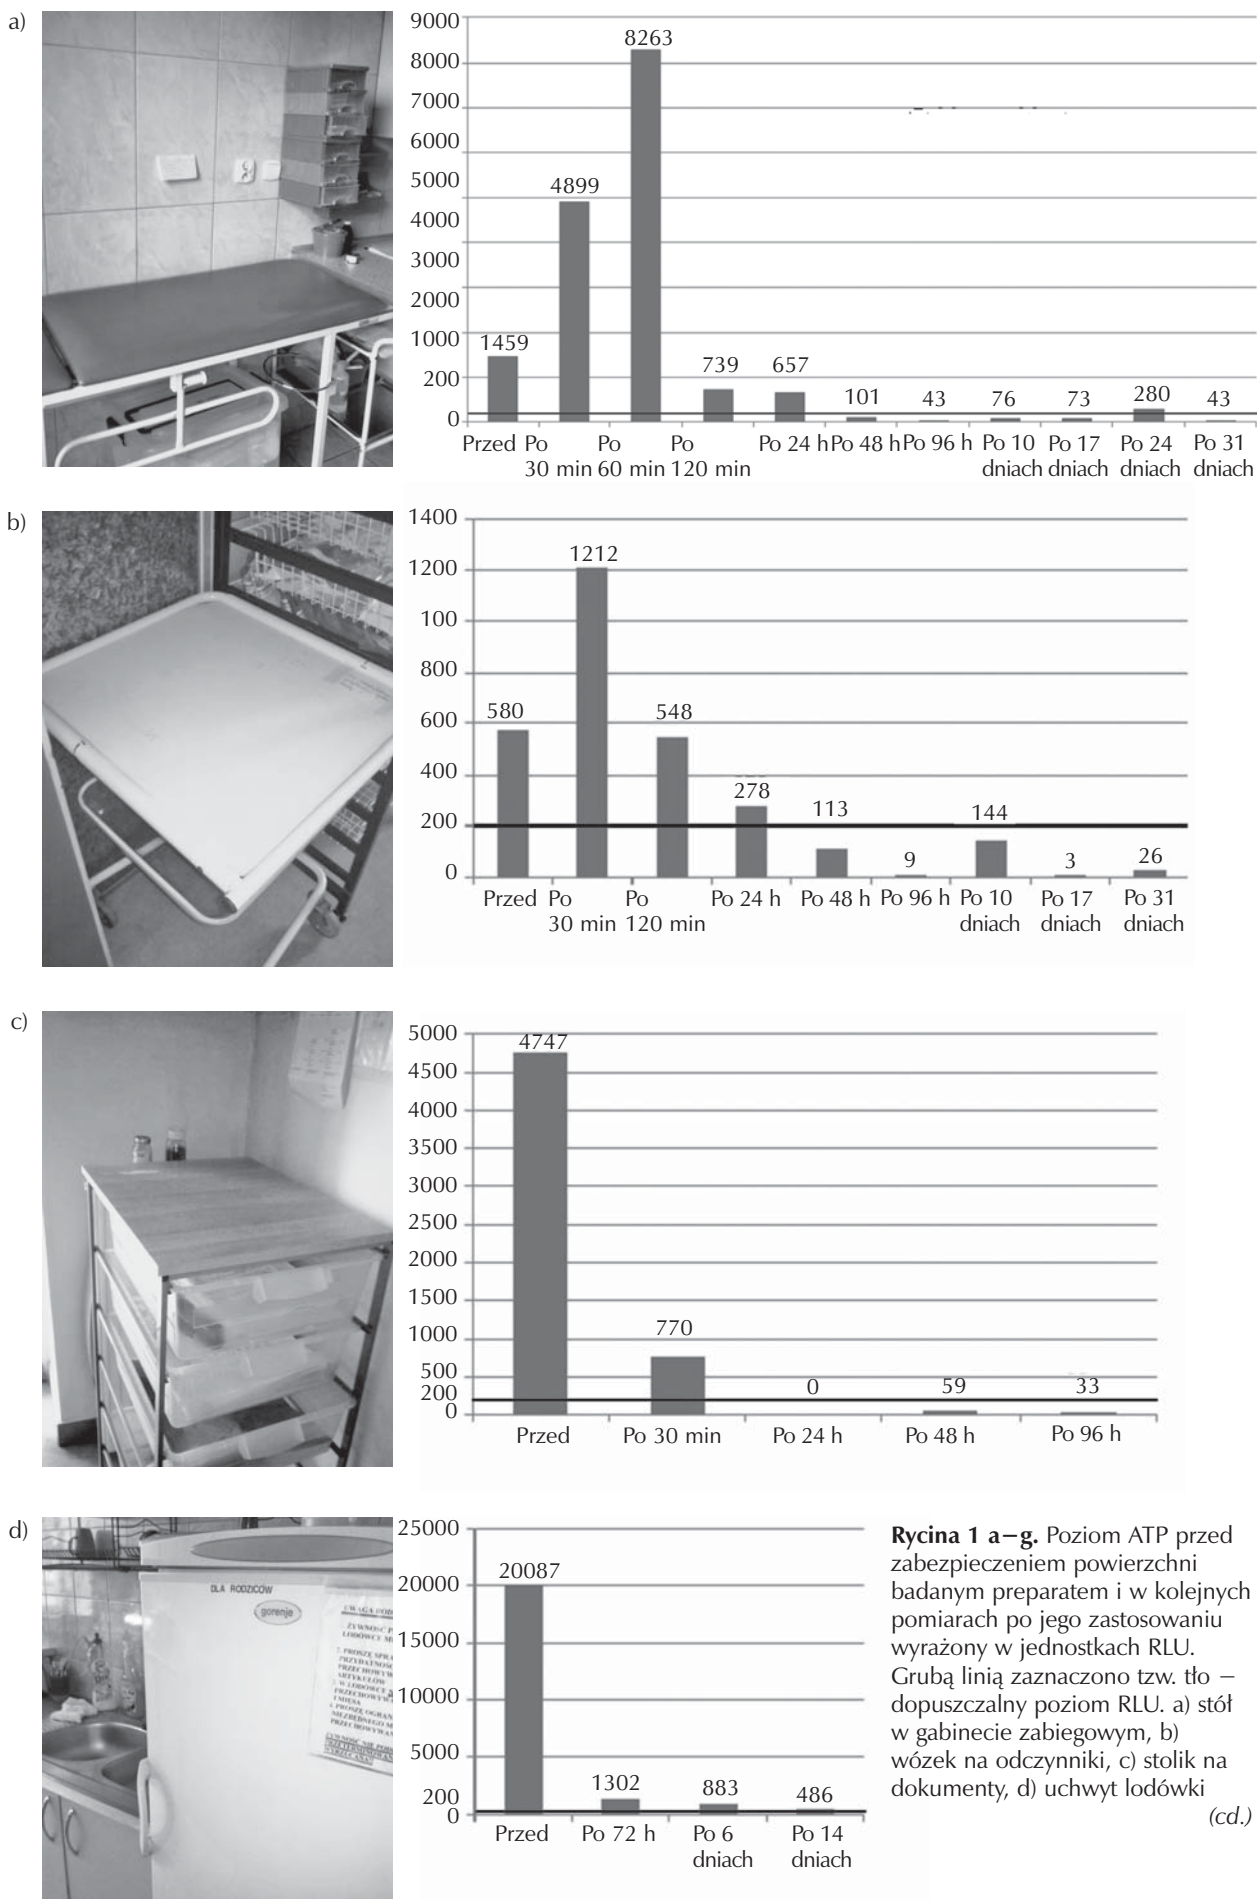 a)
9000
8000
7000
6000
5000
4000
3000
2000
1000
200
0
1459
4899
8263
739
657
101
43
76
73
280
43
Przed Po Po Po Po 24 h Po 48 h Po 96 h Po 10 Po 17 Po 24 Po 31
30 min 60 min 120 min dniach dniach dniach dniach
b)
1400
1200
100
800
600
400
200
0
580
1212
548
278
113
9
144
3
26
Przed Po Po Po 24 h Po 48 h Po 96 h Po 10 Po 17 Po 31
30 min 120 min dniach dniach dniach
c)
5000
4500
4000
3500
3000
2500
2000
1500
1000
500
200
0
4747
770
0
59
33
Przed Po 30 min Po 24 h Po 48 h Po 96 h
d)
DLA RODZICÓW
gorenje
25000
20000
15000
10000
5000
200
0
20087
1302
883
486
Przed Po 72 h Po 6 Po 14
dniach dniach
Rycina 1 a–g. Poziom ATP przed
zabezpieczeniem powierzchni
badanym preparatem i w kolejnych
pomiarach po jego zastosowaniu
wyrażony w jednostkach RLU.
Grubą linią zaznaczono tzw. tło –
dopuszczalny poziom RLU. a) stół
w gabinecie zabiegowym, b)
wózek na odczynniki, c) stolik na
dokumenty, d) uchwyt lodówki
(cd.)